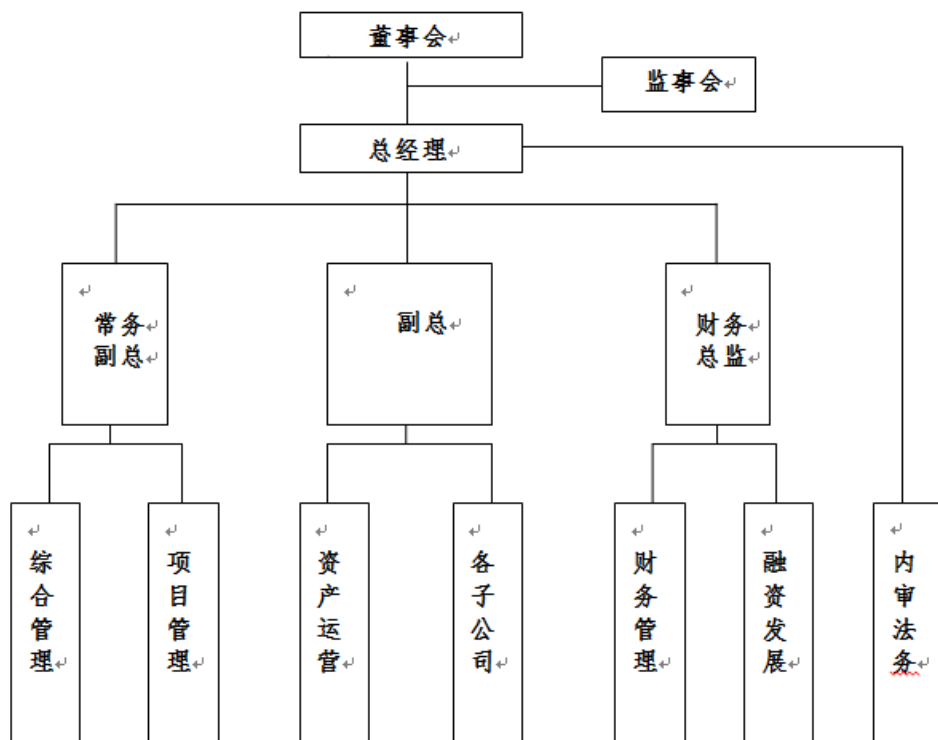 董事会
监事会
总经理
常务
副总
副总
财务
总监
综合管理
项目管理
资产运营
各子公司
财务管理
融资发展
内审法务